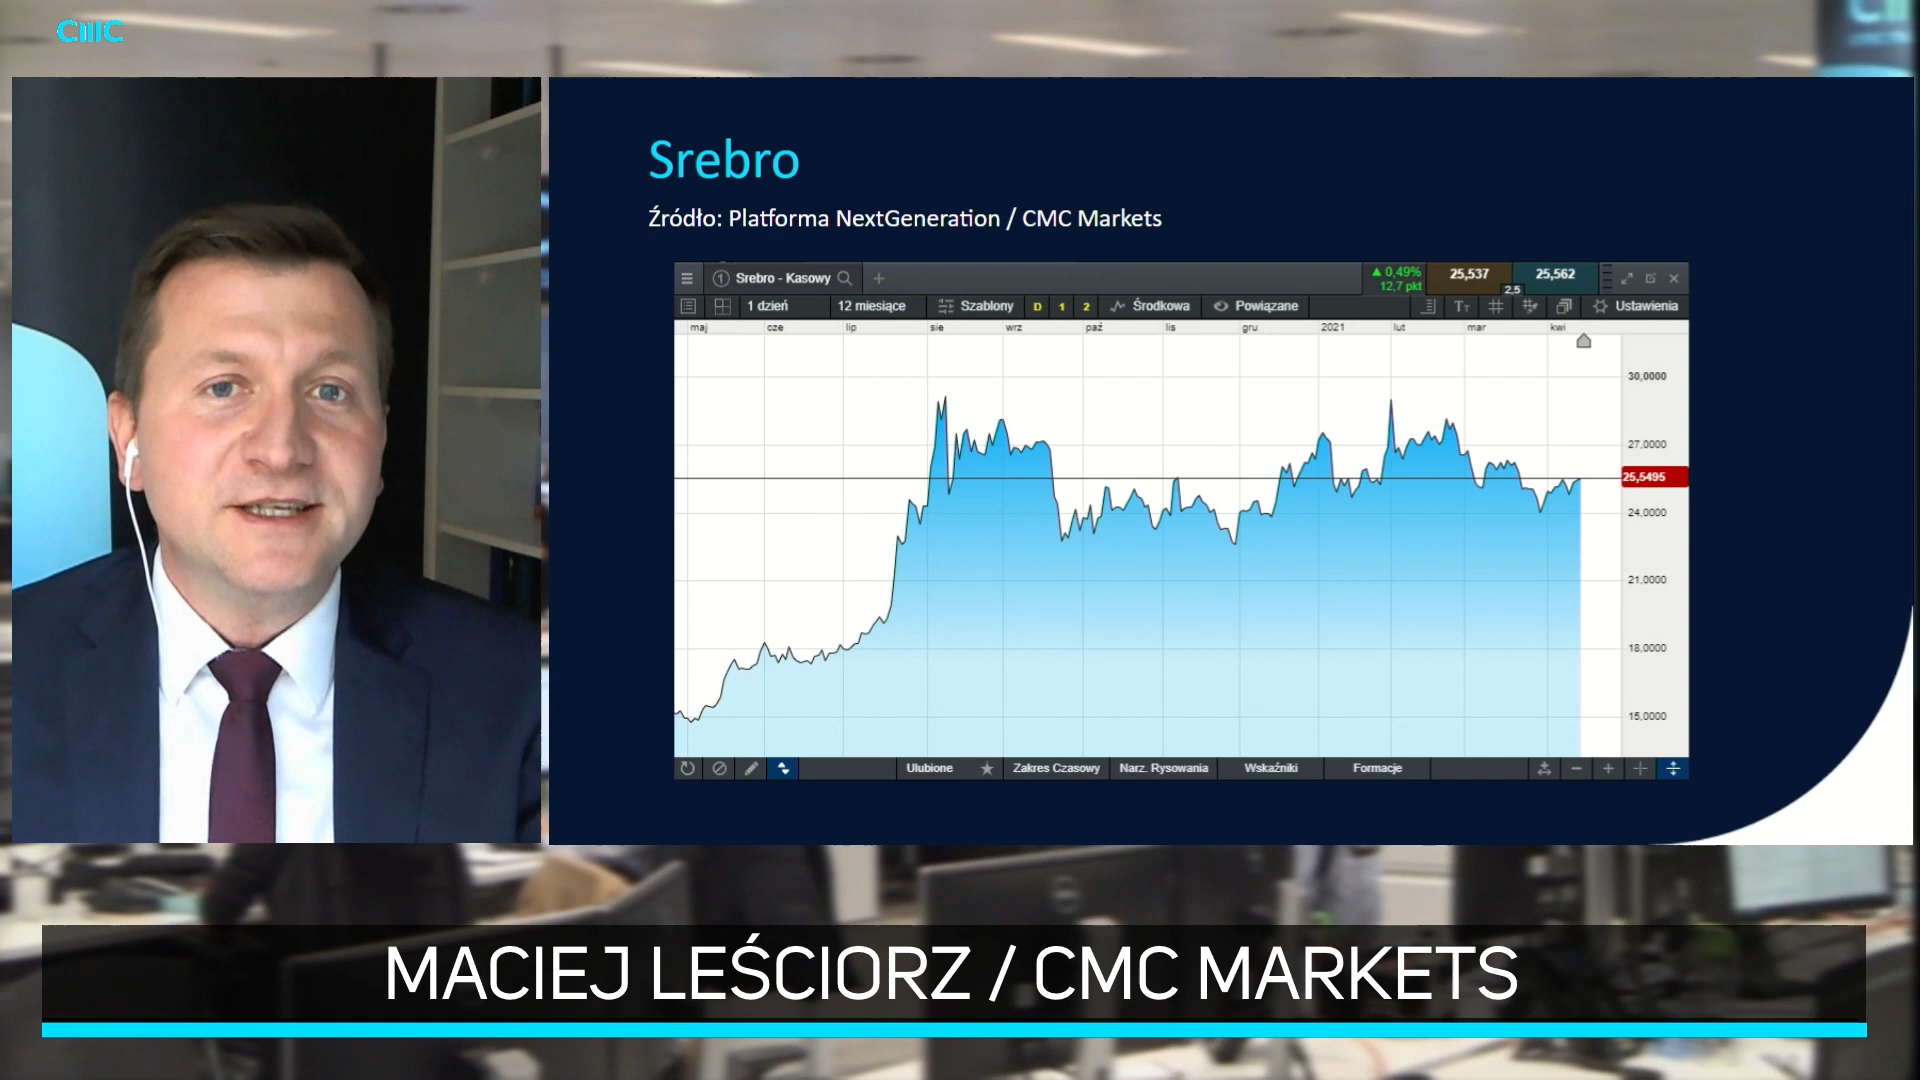 CMC
Srebro
Źródło: Platforma NextGeneration / CMC Markets
1 Srebro - Kasowy
0,49%
12,7 pkt
25,537
2,5
25,562
1 dzień
12 miesiące
Szablony
D
1
2
Środkowa
Powiązane
Ustawienia
maj cze lip sie wrz paź lis gru 2021 lut mar kwi
30,0000
27,0000
25,5495
24,0000
21,0000
18,0000
15,0000
Ulubione
Zakres Czasowy
Narz. Rysowania
Wskaźniki
Formacje
MACIEJ LEŚCIORZ / CMC MARKETS